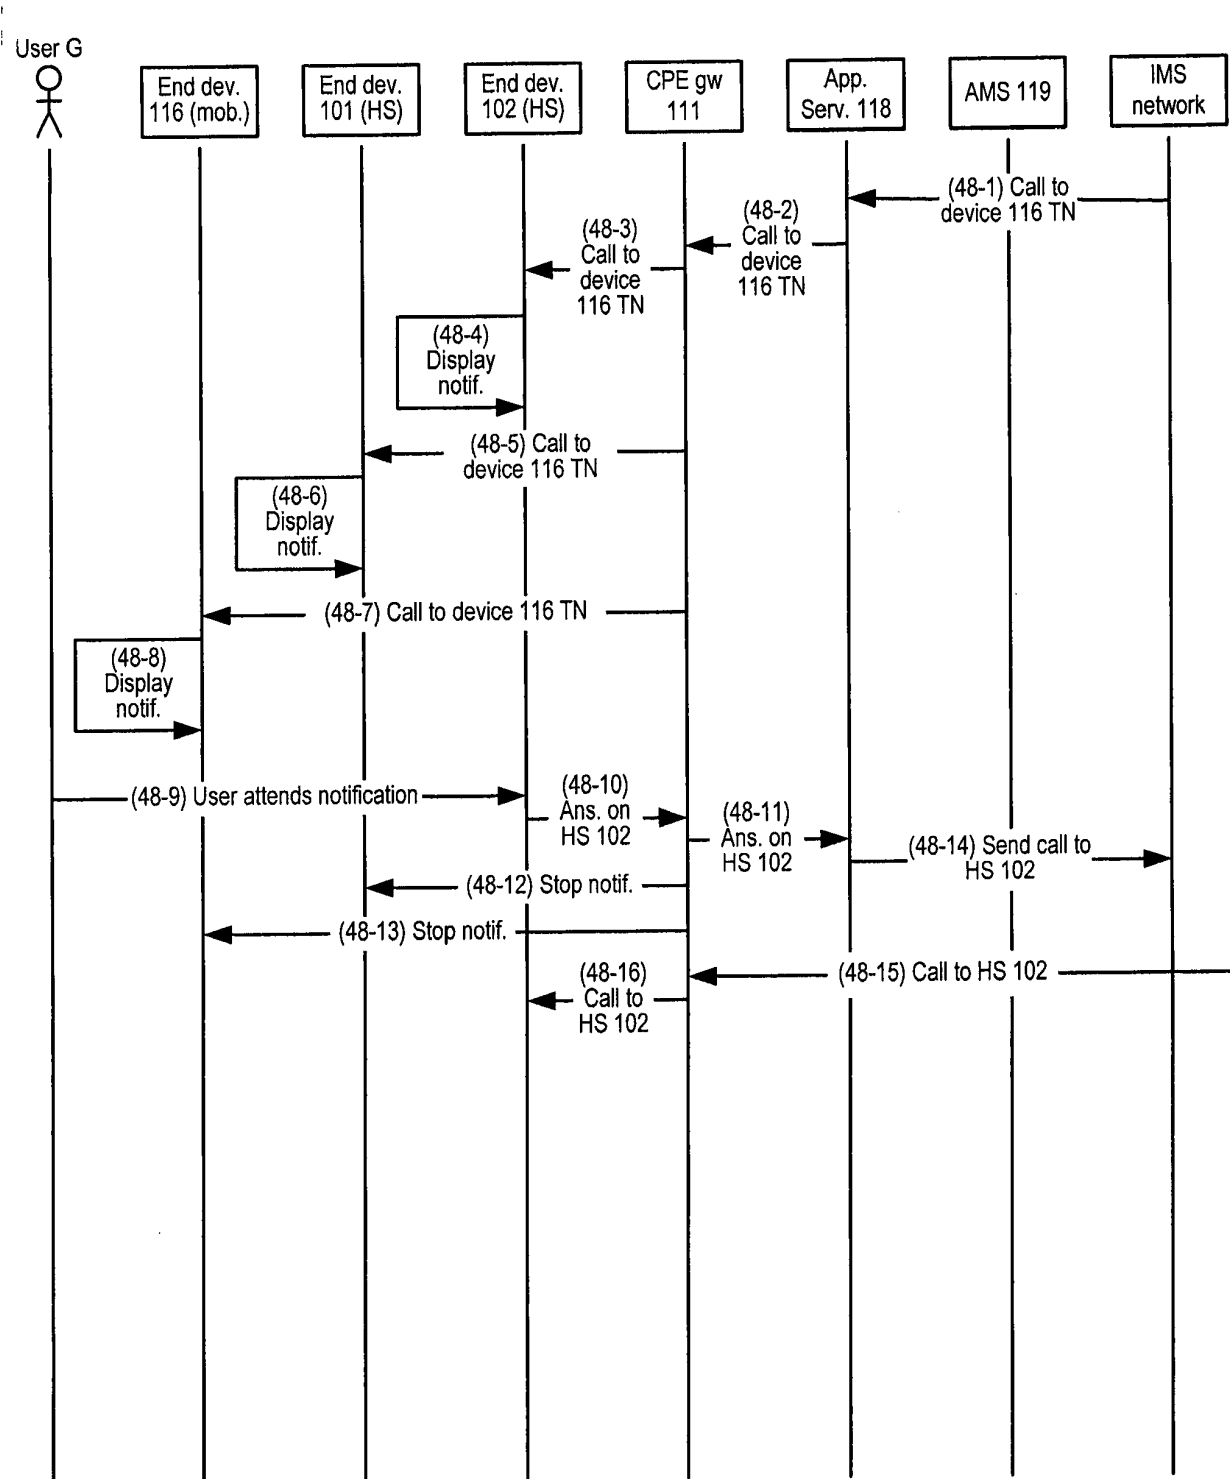 User G
End dev.
116 (mob.)
End dev.
101 (HS)
End dev.
102 (HS)
CPE gw
111
App.
Serv. 118
AMS 119
IMS
network
(48-1) Call to
device 116 TN
(48-2)
Call to
device
116 TN
(48-3)
Call to
device
116 TN
(48-4)
Display
notif.
(48-5) Call to
device 116 TN
(48-6)
Display
notif.
(48-7) Call to device 116 TN
(48-8)
Display
notif.
(48-9) User attends notification
(48-10)
Ans. on
HS 102
(48-11)
Ans. on
HS 102
(48-14) Send call to
HS 102
(48-12) Stop notif.
(48-13) Stop notif.
(48-15) Call to HS 102
(48-16)
Call to
HS 102